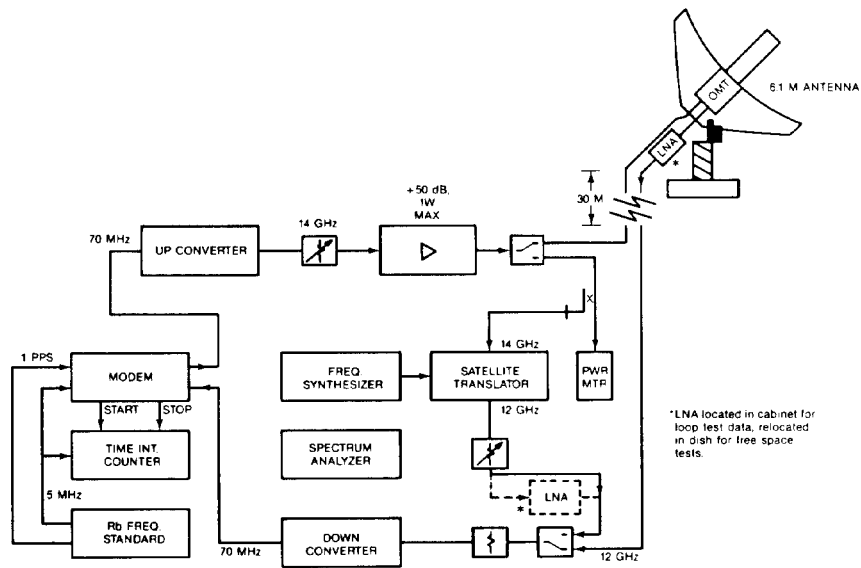 OMT
6.1 M ANTENNA
LNA
*
30 M
+50 dB,
1W
MAX
14 GHz
70 MHz
UP CONVERTER
X
14 GHz
1 PPS
MODEM
FREQ.
SYNTHESIZER
SATELLITE
TRANSLATOR
PWR
MTR
START
STOP
12 GHz
TIME INT.
COUNTER
SPECTRUM
ANALYZER
*LNA located in cabinet for
loop test data, relocated
in dish for free space
tests.
5 MHz
LNA
*
Rb FREQ.
STANDARD
70 MHz
DOWN
CONVERTER
12 GHz